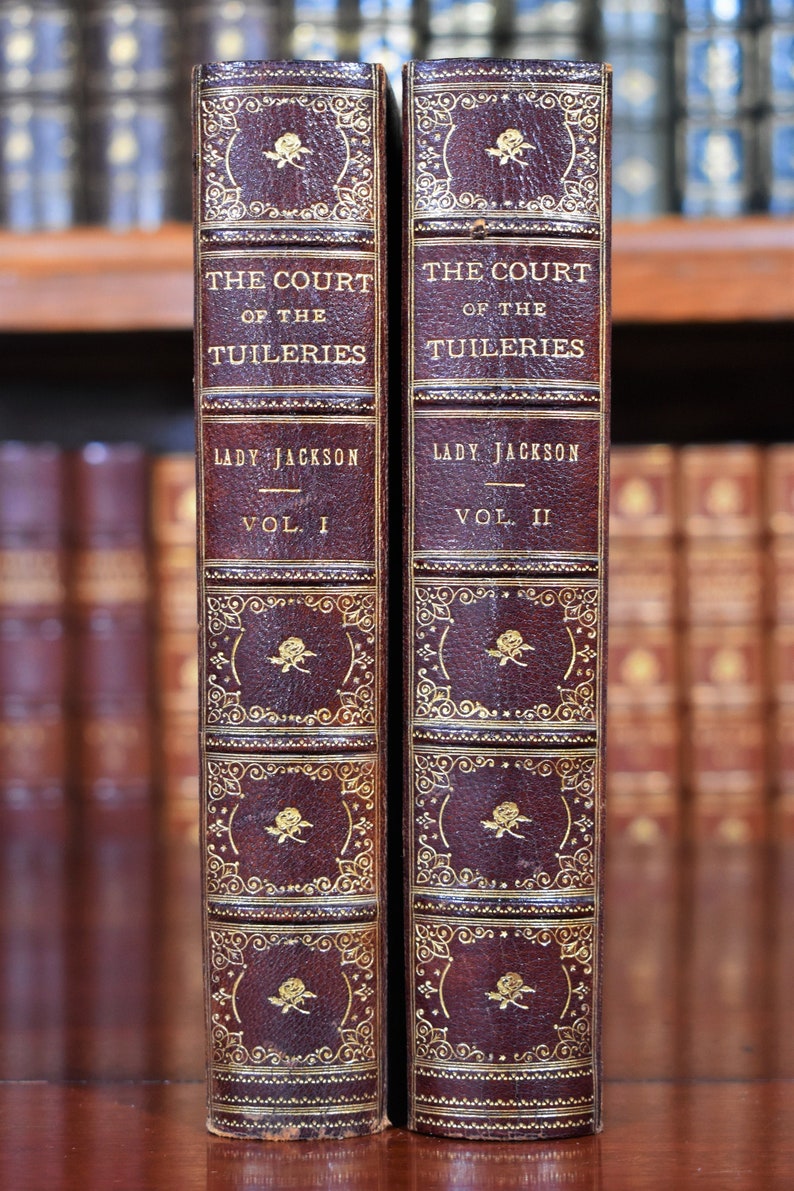 THE COURT
OF THE
TUILERIES
LADY JACKSON
VOL. I
THE COURT
OF THE
TUILERIES
LADY JACKSON
VOL. II